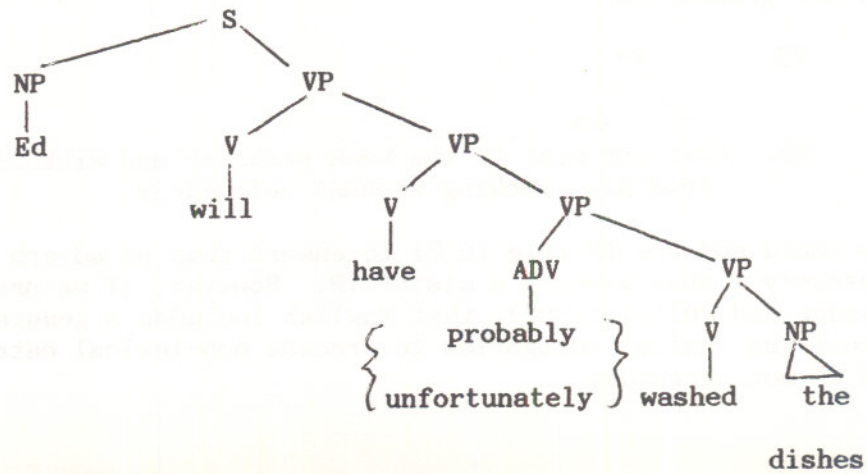 S
NP VP
Ed V VP
will V VP
have ADV VP
probably V NP
unfortunately washed the
dishes